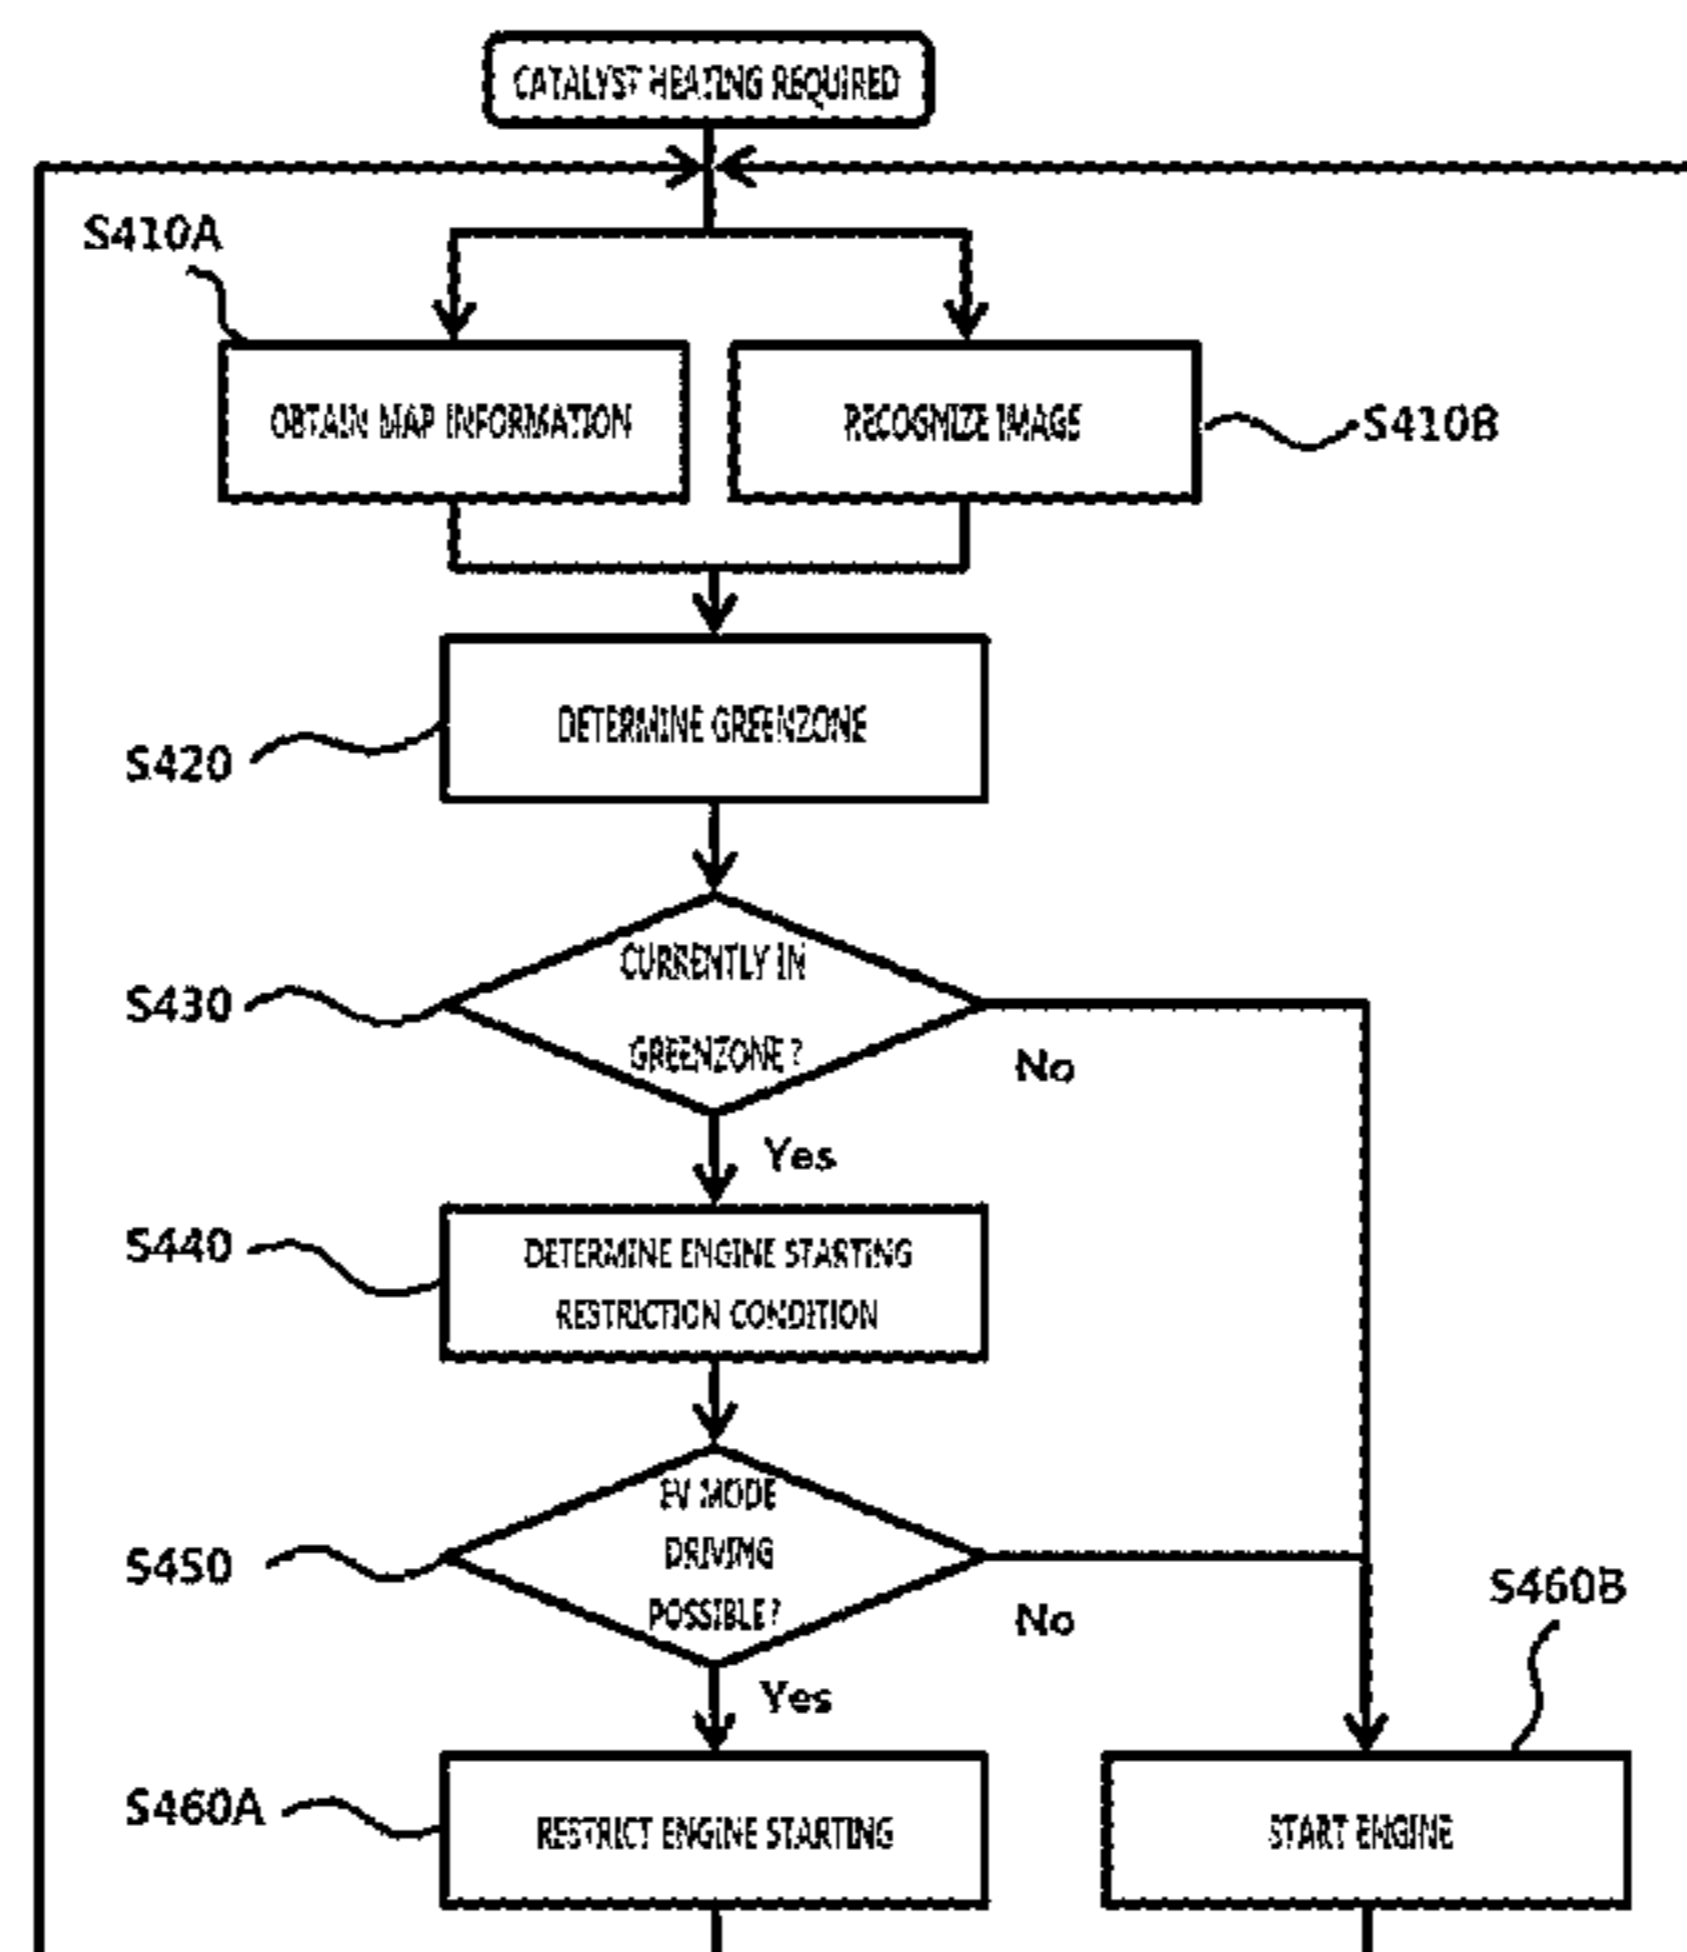 CATALYST HEATING REQUIRED
S410A
OBTAIN MAP INFORMATION
RECOGNIZE IMAGE
S410B
DETERMINE GREENZONE
S420
CURRENTLY IN
GREENZONE?
S430
No
Yes
S440
DETERMINE ENGINE STARTING
RESTRICTION CONDITION
EV MODE
DRIVING
POSSIBLE?
S450
No
S460B
Yes
S460A
RESTRICT ENGINE STARTING
START ENGINE